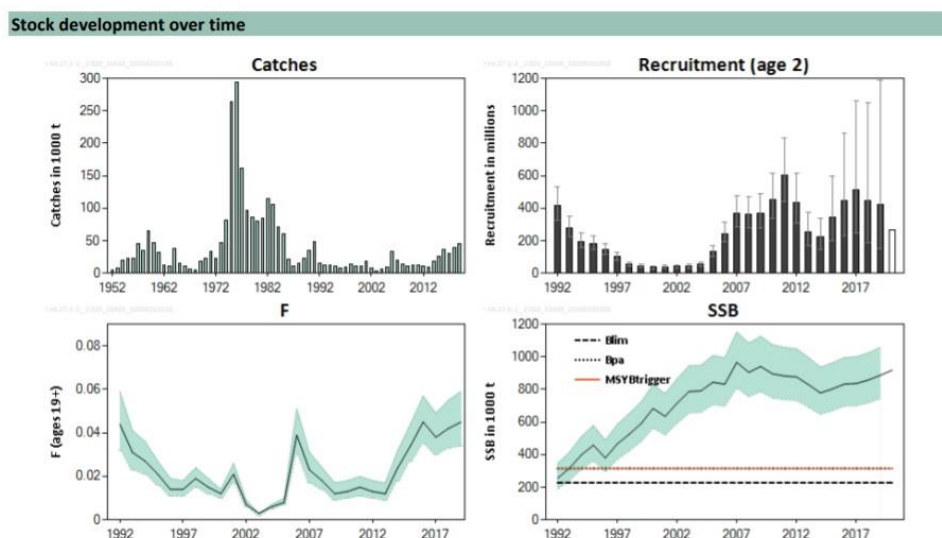 Stock development over time
Catches
Catches in 1000 t
300
250
200
150
100
50
0
1952 1962 1972 1982 1992 2002 2012
Recruitment (age 2)
Recruitment in millions
1200
1000
800
600
400
200
0
1992 1997 2002 2007 2012 2017
F
F (ages 19+)
0.08
0.06
0.04
0.02
0
1992 1997 2002 2007 2012 2017
SSB
SSB in 1000 t
1200
1000
800
600
400
200
0
Blim
Bpa
MSYBtrigger
1992 1997 2002 2007 2012 2017